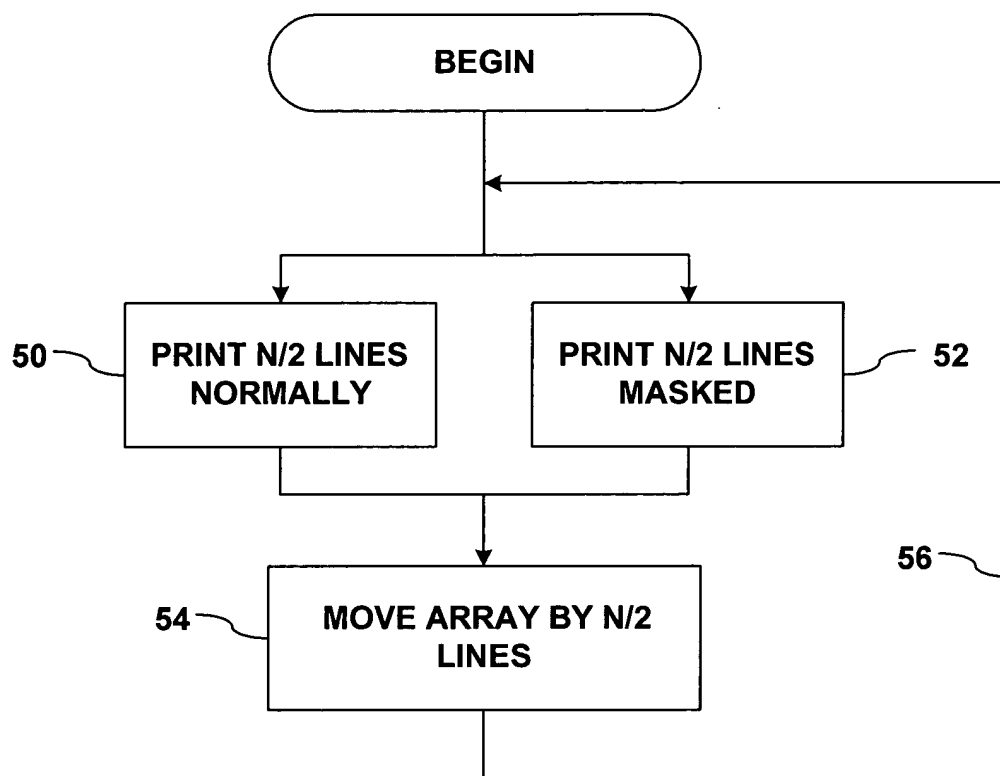 BEGIN
50
PRINT N/2 LINES
NORMALLY
PRINT N/2 LINES
MASKED
52
56
54
MOVE ARRAY BY N/2
LINES